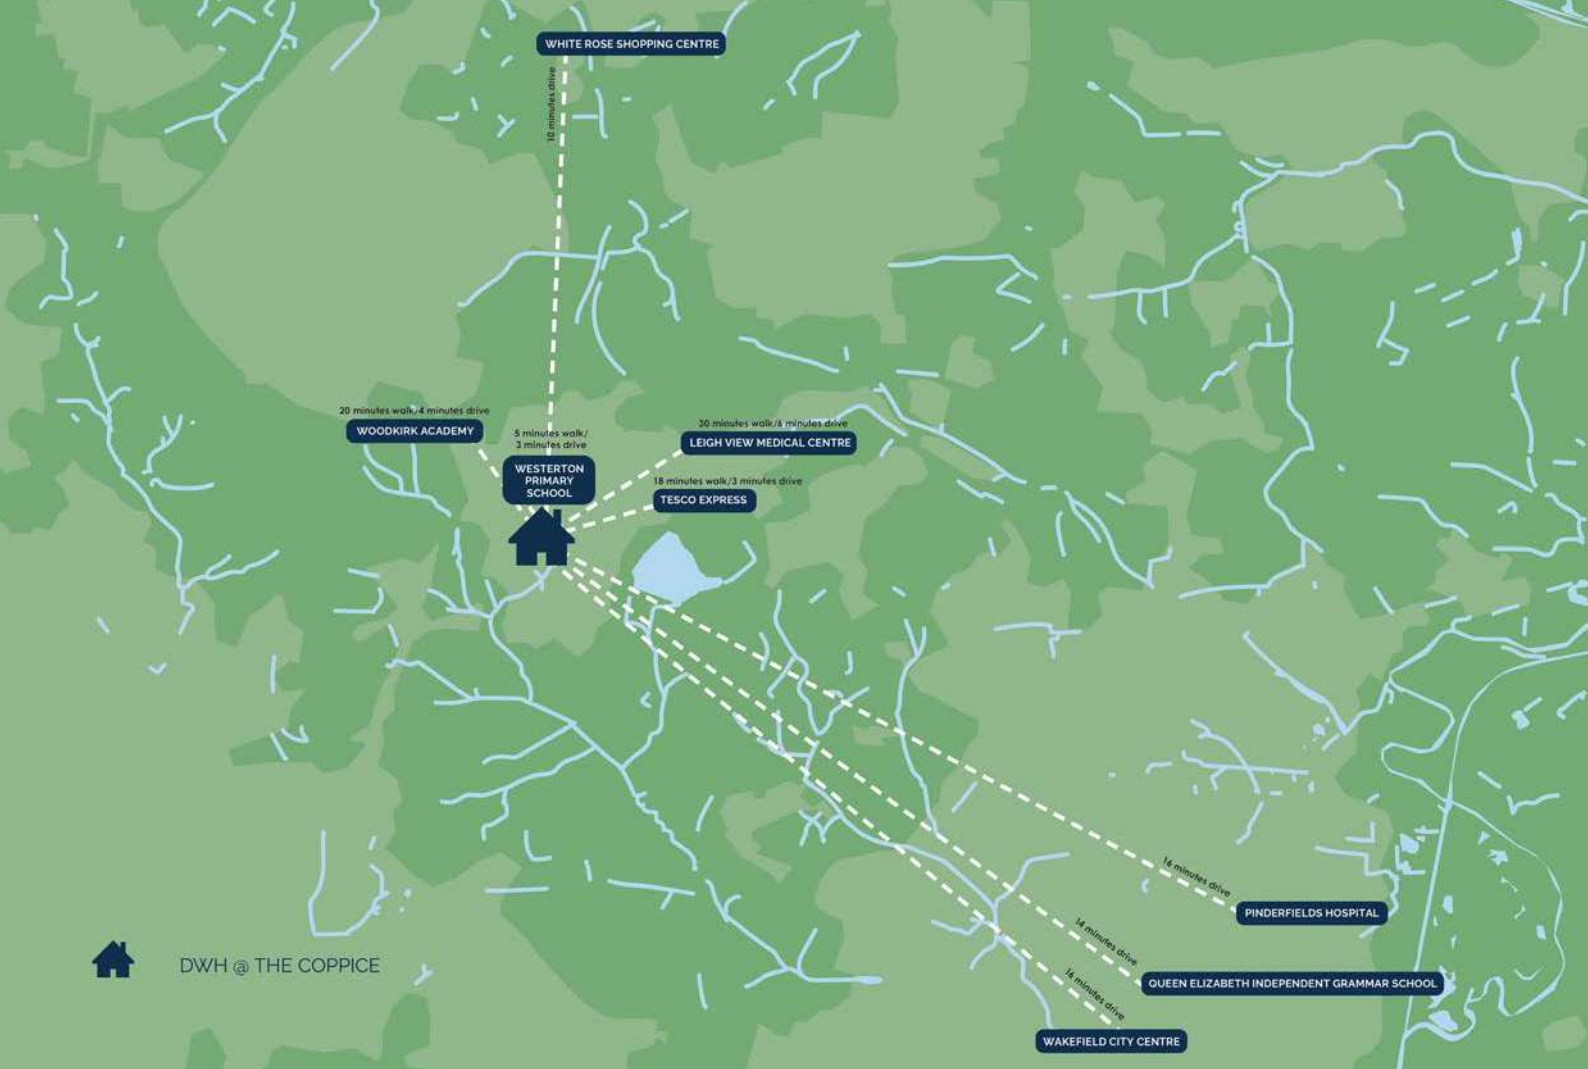 WHITE ROSE SHOPPING CENTRE
10 minutes drive
20 minutes walk/4 minutes drive
WOODKIRK ACADEMY
5 minutes walk/
3 minutes drive
WESTERTON
PRIMARY
SCHOOL
30 minutes walk/6 minutes drive
LEIGH VIEW MEDICAL CENTRE
18 minutes walk/3 minutes drive
TESCO EXPRESS
16 minutes drive
PINDERFIELDS HOSPITAL
14 minutes drive
QUEEN ELIZABETH INDEPENDENT GRAMMAR SCHOOL
16 minutes drive
WAKEFIELD CITY CENTRE
DWH @ THE COPPICE